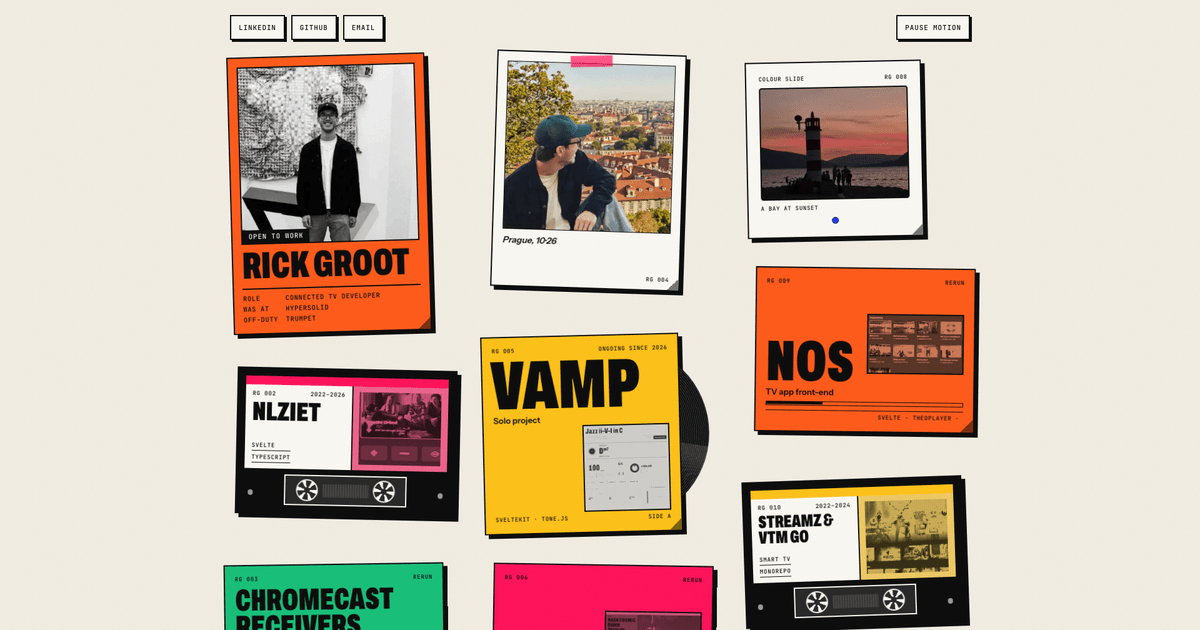 LINKEDIN
GITHUB
EMAIL
PAUSE MOTION
OPEN TO WORK
RICK GROOT
ROLE CONNECTED TV DEVELOPER
WAS AT HYPERSOLID
OFF-DUTY TRUMPET
RG 002 2022–2026
NLZIET
SVELTE
TYPESCRIPT
RG 003 RERUN
CHROMECAST
RECEIVERS
Prague, 10-26
RG 004
RG 005 ONGOING SINCE 2026
VAMP
Solo project
Jazz ii-V-I in C
100
SVELTEKIT · TONE.JS SIDE A
RG 006 RERUN
COLOUR SLIDE RG 008
A BAY AT SUNSET
RG 009 RERUN
NOS
TV app front-end
SVELTE · THEOPLAYER ·
RG 010 2022–2024
STREAMZ &
VTM GO
SMART TV
MONOREPO